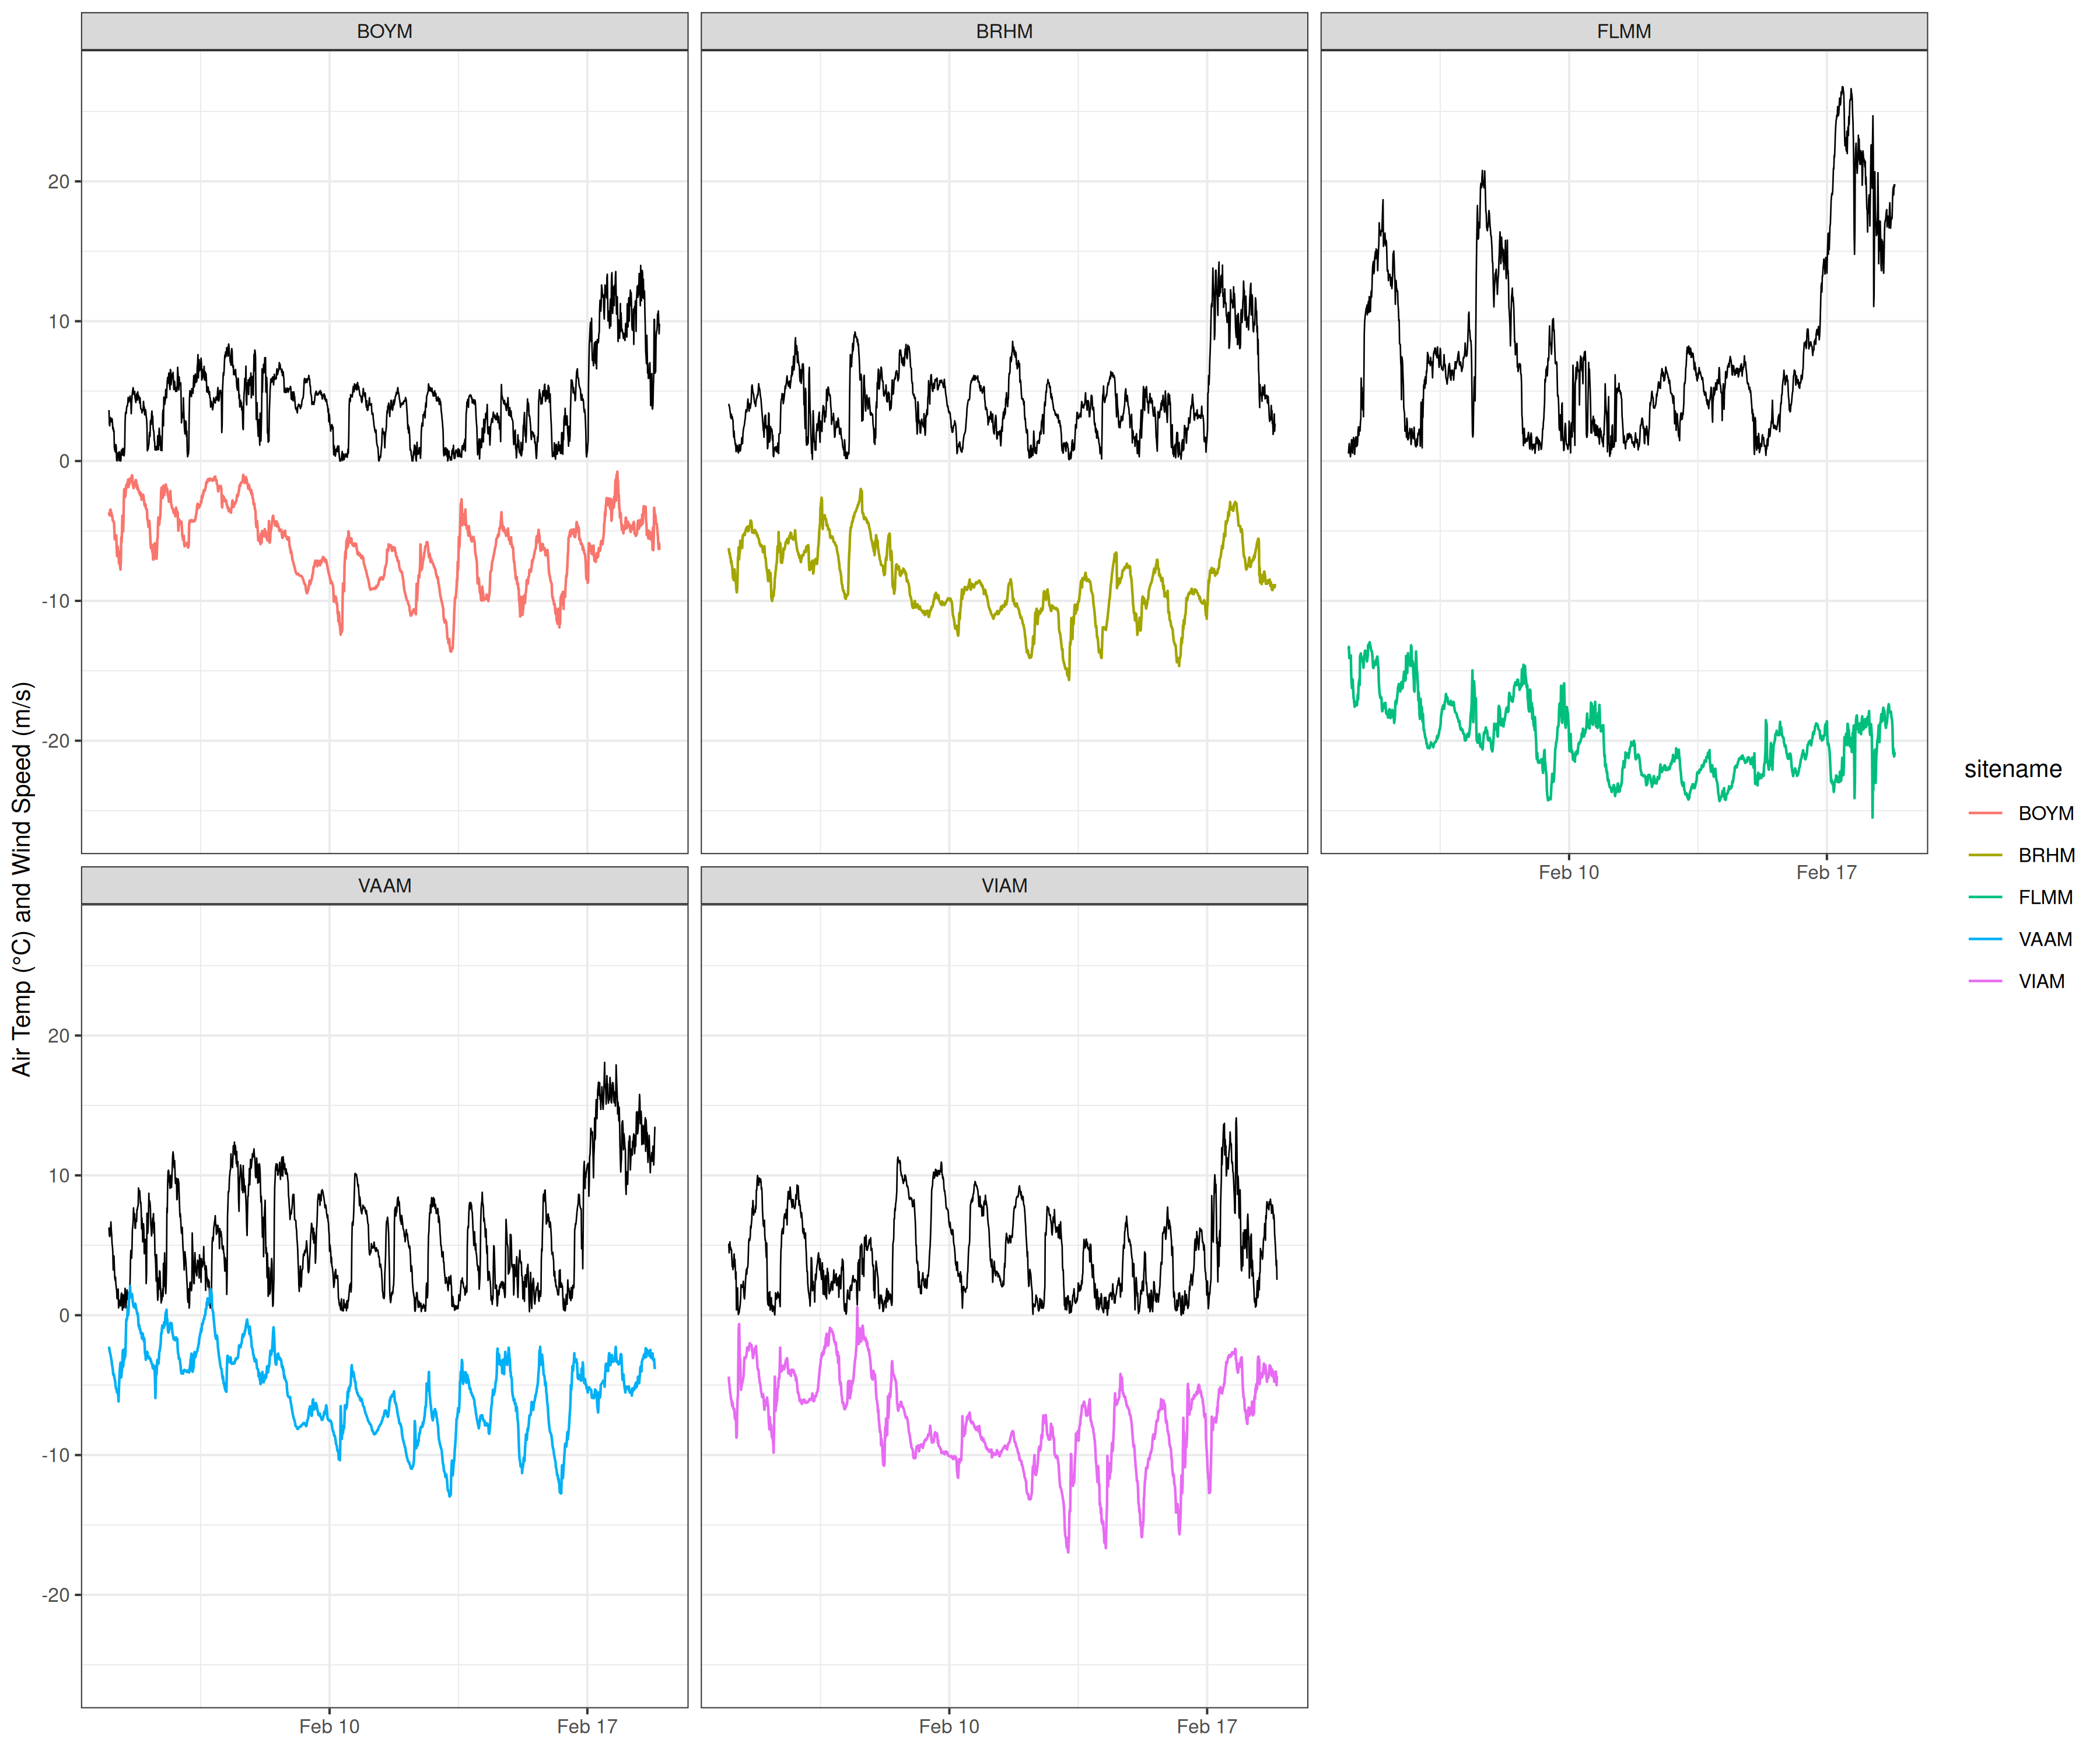 BOYM
BRHM
FLMM
20
10
0
-10
-20
Feb 10
Feb 17
VAAM
VIAM
20
10
0
-10
-20
Feb 10
Feb 17
Feb 10
Feb 17
Air Temp (°C) and Wind Speed (m/s)
sitename
BOYM
BRHM
FLMM
VAAM
VIAM